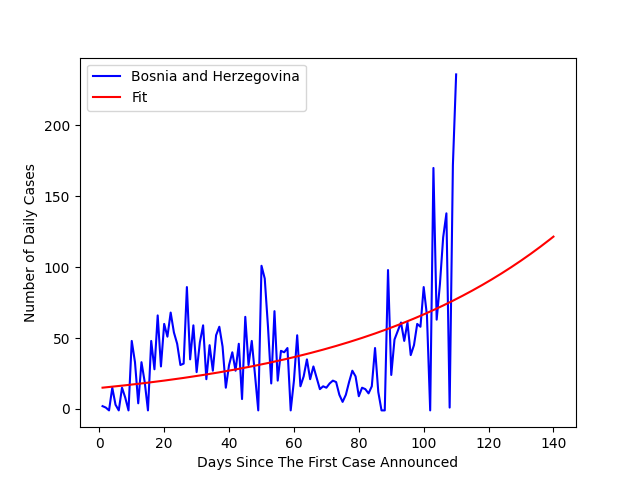 Bosnia and Herzegovina
Fit
200
150
100
50
0
Number of Daily Cases
0 20 40 60 80 100 120 140
Days Since The First Case Announced